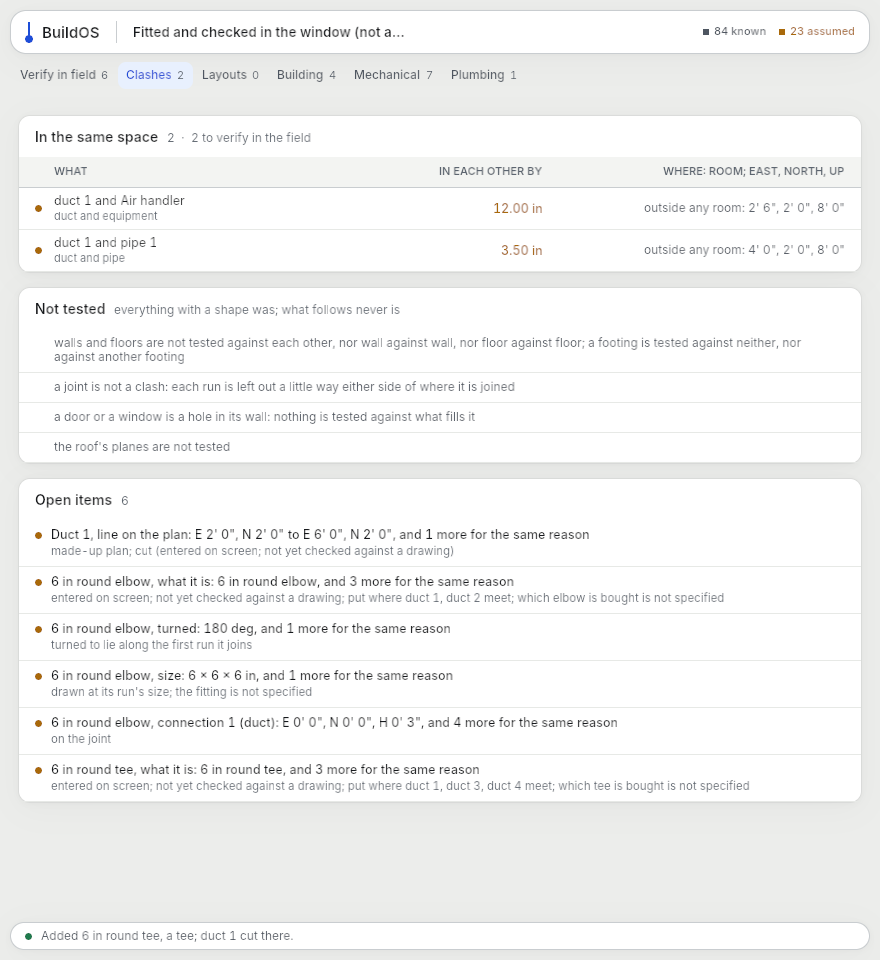 BuildOS
Fitted and checked in the window (not a...
84 known
23 assumed
Verify in field 6
Clashes 2
Layouts 0
Building 4
Mechanical 7
Plumbing 1
In the same space 2 · 2 to verify in the field
WHAT
IN EACH OTHER BY
WHERE: ROOM; EAST, NORTH, UP
duct 1 and Air handler
duct and equipment
12.00 in
outside any room: 2' 6", 2' 0", 8' 0"
duct 1 and pipe 1
duct and pipe
3.50 in
outside any room: 4' 0", 2' 0", 8' 0"
Not tested everything with a shape was; what follows never is
walls and floors are not tested against each other, nor wall against wall, nor floor against floor; a footing is tested against neither, nor
against another footing
a joint is not a clash: each run is left out a little way either side of where it is joined
a door or a window is a hole in its wall: nothing is tested against what fills it
the roof's planes are not tested
Open items 6
Duct 1, line on the plan: E 2' 0", N 2' 0" to E 6' 0", N 2' 0", and 1 more for the same reason
made-up plan; cut (entered on screen; not yet checked against a drawing)
6 in round elbow, what it is: 6 in round elbow, and 3 more for the same reason
entered on screen; not yet checked against a drawing; put where duct 1, duct 2 meet; which elbow is bought is not specified
6 in round elbow, turned: 180 deg, and 1 more for the same reason
turned to lie along the first run it joins
6 in round elbow, size: 6 × 6 × 6 in, and 1 more for the same reason
drawn at its run's size; the fitting is not specified
6 in round elbow, connection 1 (duct): E 0' 0", N 0' 0", H 0' 3", and 4 more for the same reason
on the joint
6 in round tee, what it is: 6 in round tee, and 3 more for the same reason
entered on screen; not yet checked against a drawing; put where duct 1, duct 3, duct 4 meet; which tee is bought is not specified
Added 6 in round tee, a tee; duct 1 cut there.